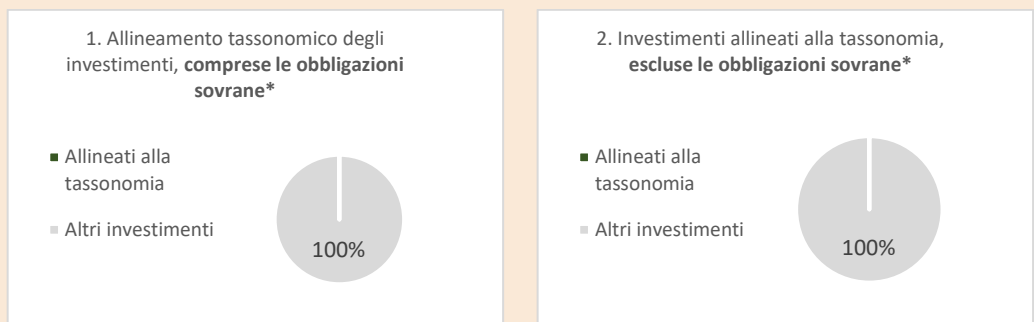 1. Allineamento tassonomico degli
investimenti, comprese le obbligazioni
sovrane*
Allineati alla
tassonomia
Altri investimenti
100%
2. Investimenti allineati alla tassonomia,
escluse le obbligazioni sovrane*
Allineati alla
tassonomia
Altri investimenti
100%